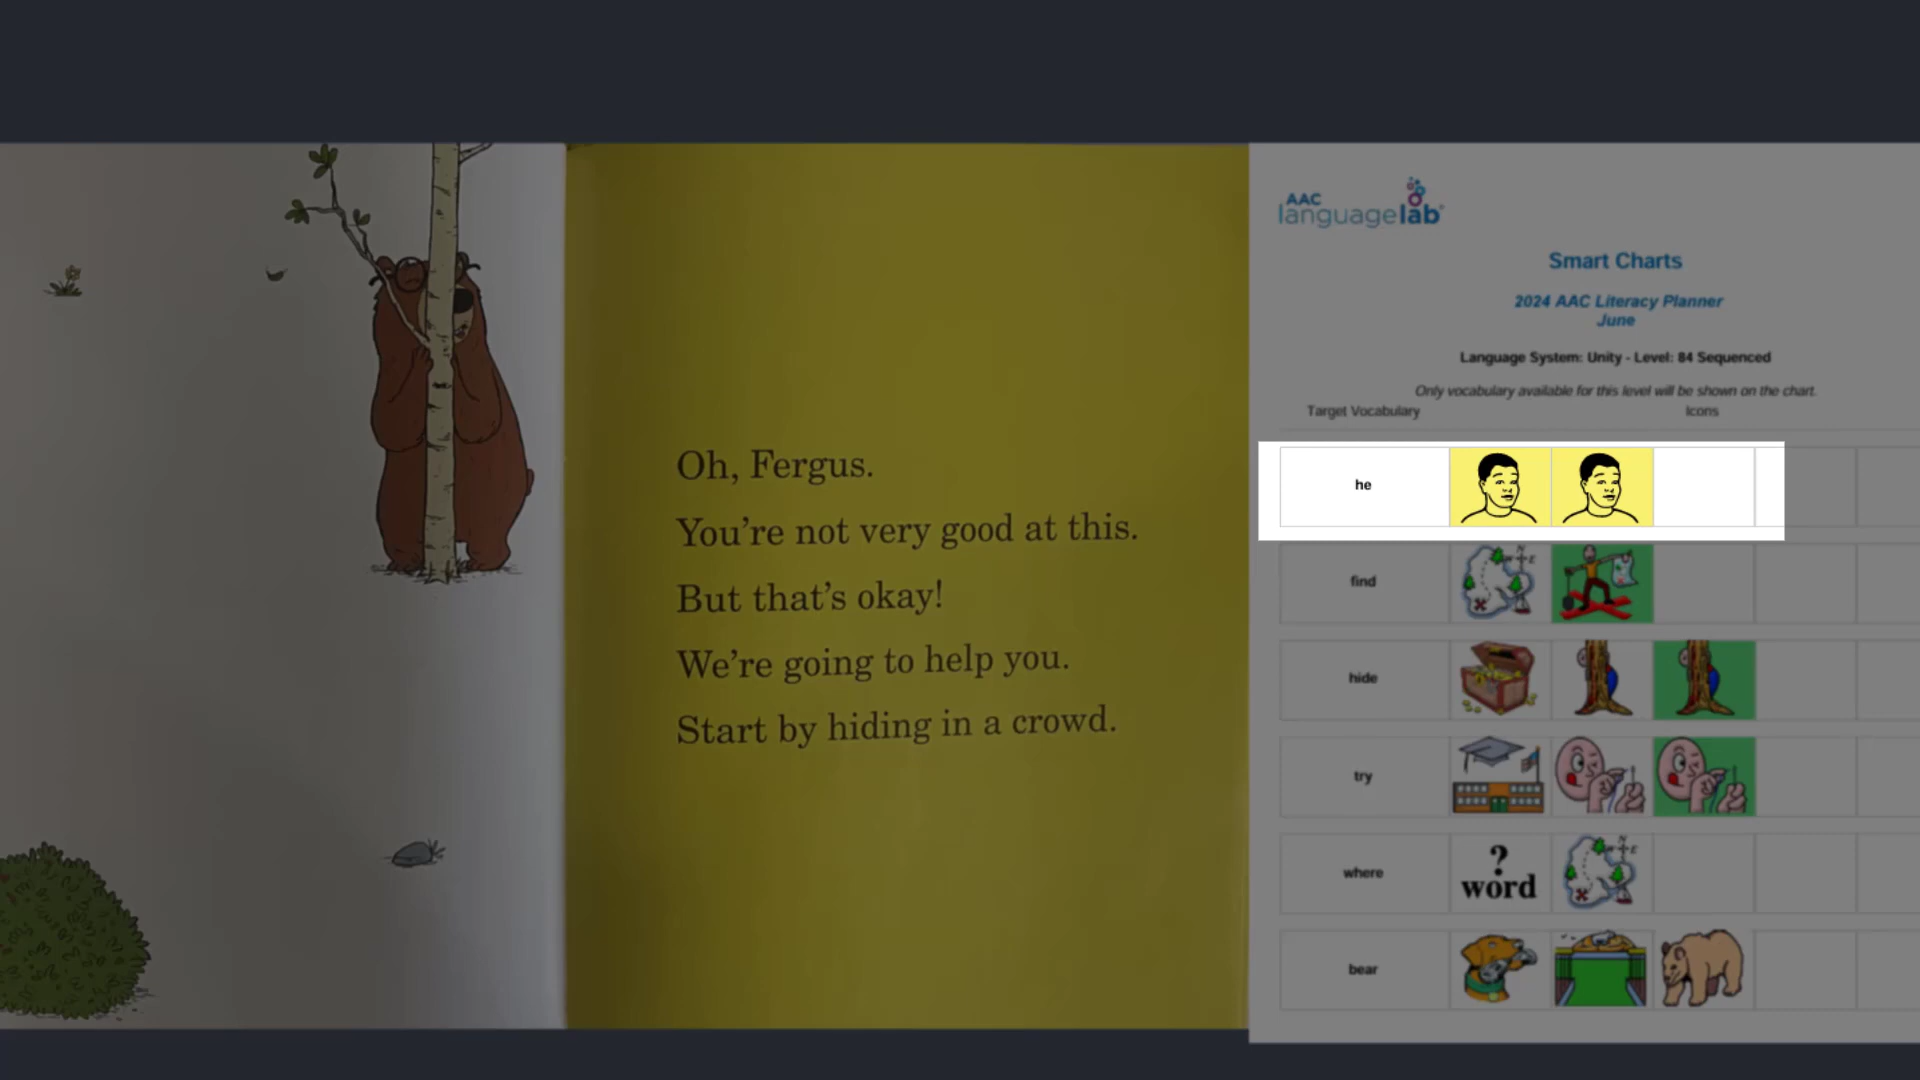 Oh, Fergus.
You're not very good at this.
But that's okay!
We're going to help you.
Start by hiding in a crowd.
AAC
languagelab
Smart Charts
2024 AAC Literacy Planner
June
Language System: Unity - Level: 84 Sequenced
Only vocabulary available for this level will be shown on the chart.
Target Vocabulary Icons
he
find
hide
try
where ? word
bear